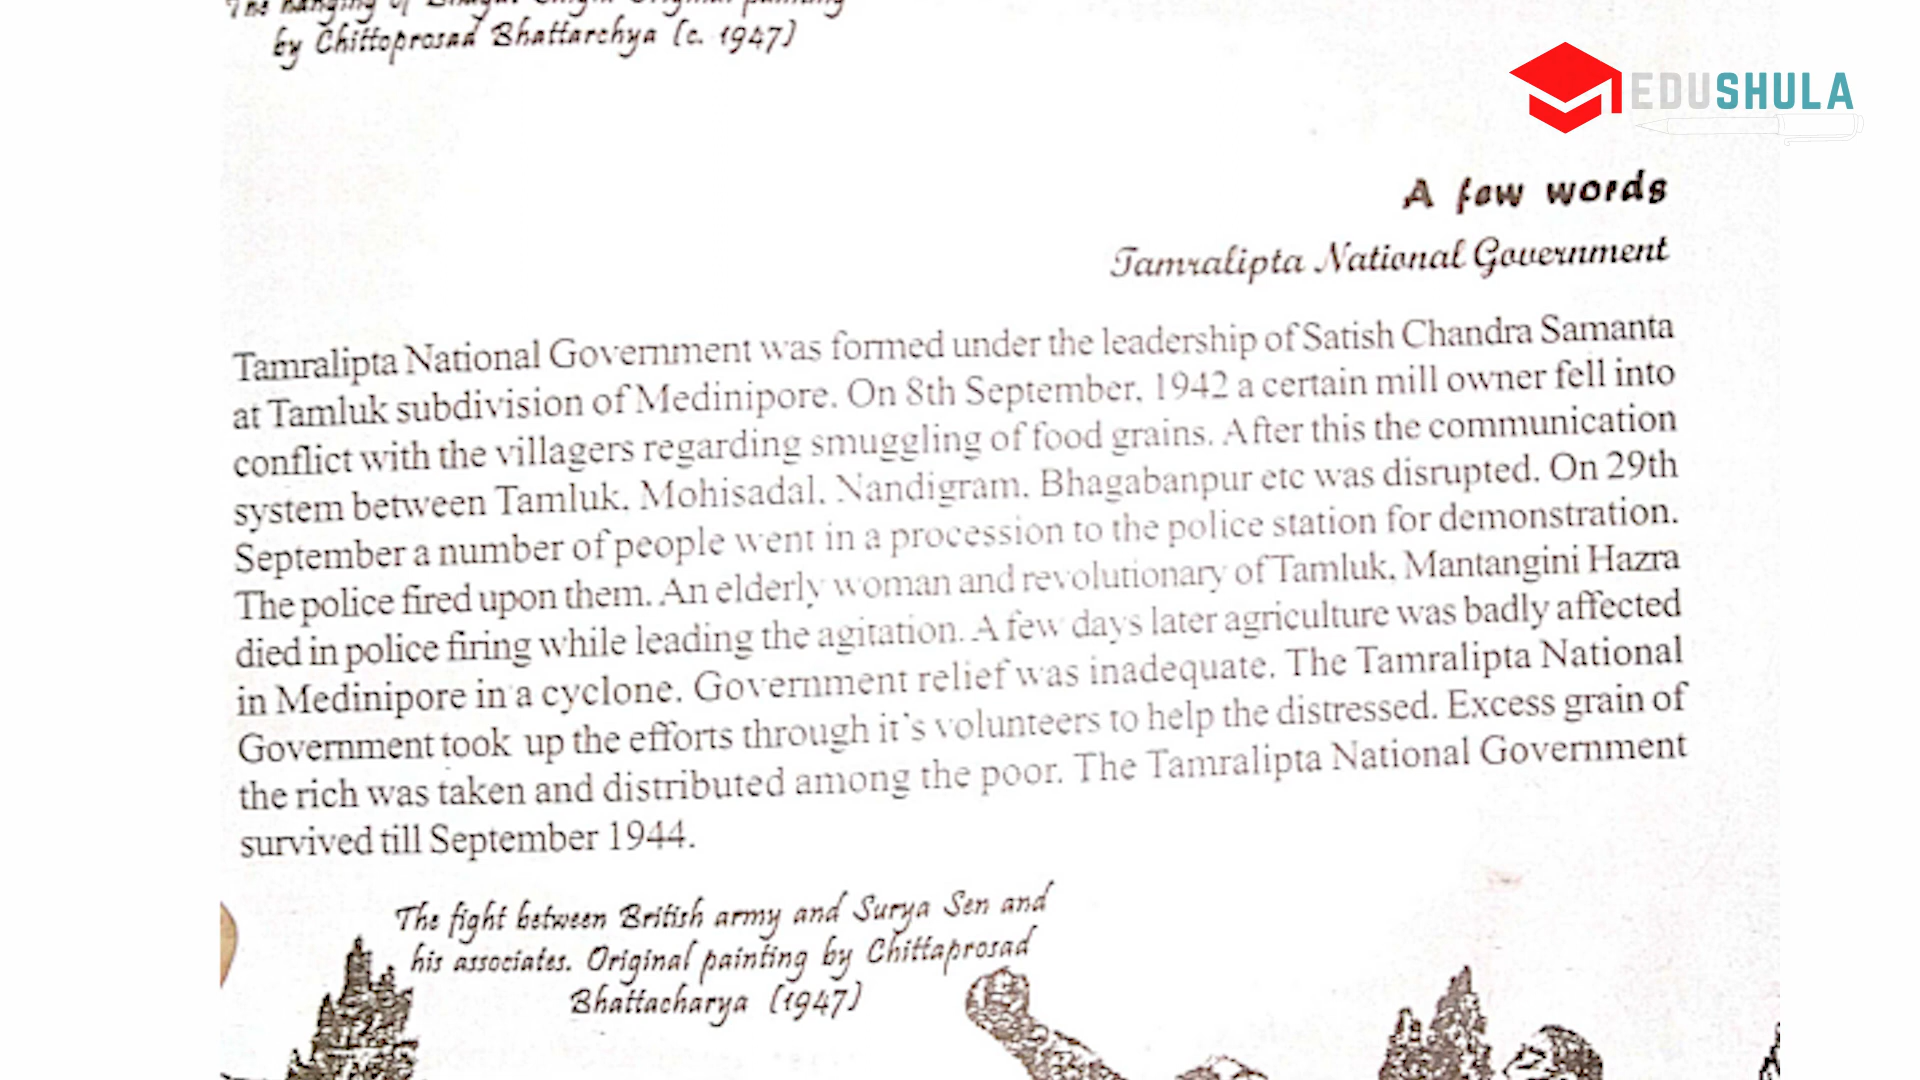 The hanging of Bhagat Singh Original painting
by Chittoprosad Bhattarchya (c. 1947)
EDUSHULA
A few words
Tamralipta National Government
Tamralipta National Government was formed under the leadership of Satish Chandra Samanta
at Tamluk subdivision of Medinipore. On 8th September, 1942 a certain mill owner fell into
conflict with the villagers regarding smuggling of food grains. After this the communication
system between Tamluk, Mohisadal, Nandigram, Bhagabanpur etc was disrupted. On 29th
September a number of people went in a procession to the police station for demonstration.
The police fired upon them. An elderly woman and revolutionary of Tamluk, Mantangini Hazra
died in police firing while leading the agitation. A few days later agriculture was badly affected
in Medinipore in a cyclone. Government relief was inadequate. The Tamralipta National
Government took up the efforts through it's volunteers to help the distressed. Excess grain of
the rich was taken and distributed among the poor. The Tamralipta National Government
survived till September 1944.
The fight between British army and Surya Sen and
his associates. Original painting by Chittaprosad
Bhattacharya (1947)